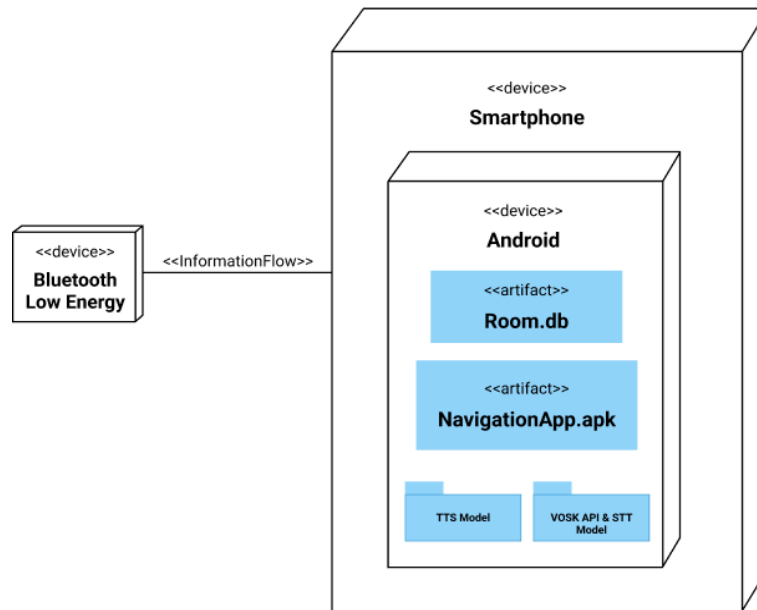 <<device>>
Smartphone
<<device>>
Android
<<device>>
Bluetooth
Low Energy
<<InformationFlow>>
<<artifact>>
Room.db
<<artifact>>
NavigationApp.apk
TTS Model
VOSK API & STT
Model